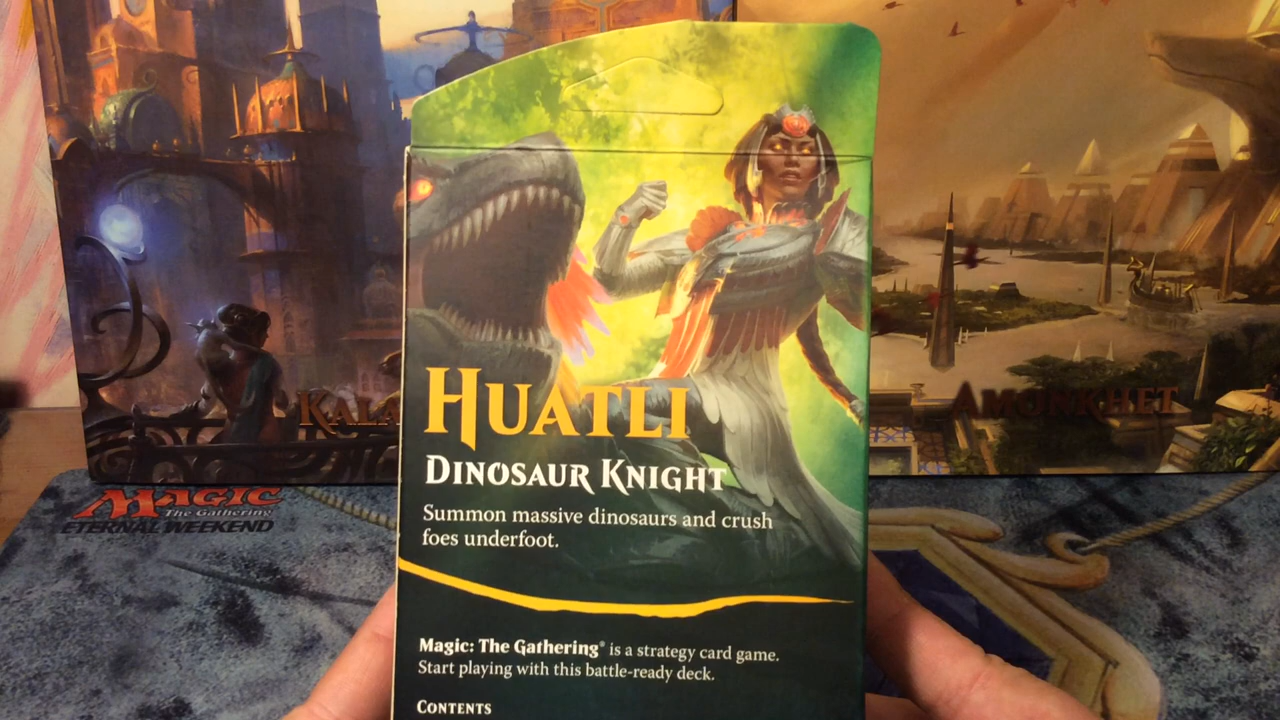 KALA
AMONKHET
MAGIC
The Gathering
ETERNAL WEEKEND
HUATLI
DINOSAUR KNIGHT
Summon massive dinosaurs and crush
foes underfoot.
Magic: The Gathering® is a strategy card game.
Start playing with this battle-ready deck.
CONTENTS